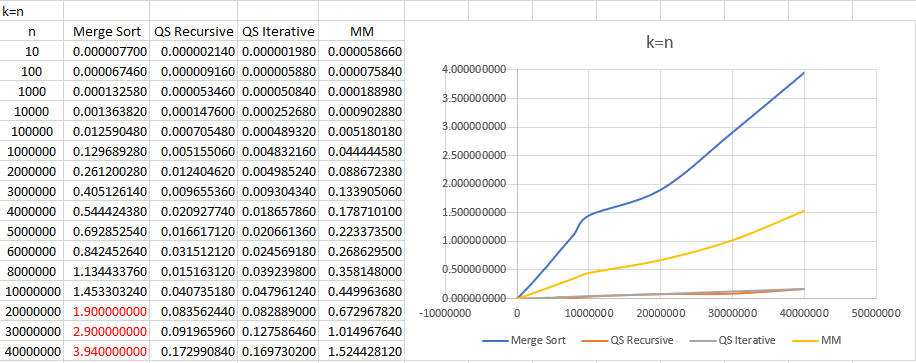 k=n
n Merge Sort QS Recursive QS Iterative MM
10 0.000007700 0.000002140 0.000001980 0.000058660
100 0.000067460 0.000009160 0.000005880 0.000075840
1000 0.000132580 0.000053460 0.000050840 0.000188980
10000 0.001363820 0.000147600 0.000252680 0.000902880
100000 0.012590480 0.000705480 0.000489320 0.005180180
1000000 0.129689280 0.005155060 0.004832160 0.044444580
2000000 0.261200280 0.012404620 0.004985240 0.088672380
3000000 0.405126140 0.009655360 0.009304340 0.133905060
4000000 0.544424380 0.020927740 0.018657860 0.178710100
5000000 0.692852540 0.016617120 0.020661360 0.223373500
6000000 0.842452640 0.031512120 0.024569180 0.268629500
8000000 1.134433760 0.015163120 0.039239800 0.358148000
10000000 1.453303240 0.040735180 0.047961240 0.449963680
20000000 1.900000000 0.083562440 0.082889000 0.672967820
30000000 2.900000000 0.091965960 0.127586460 1.014967640
40000000 3.940000000 0.172990840 0.169730200 1.524428120
k=n
4.000000000
3.500000000
3.000000000
2.500000000
2.000000000
1.500000000
1.000000000
0.500000000
0.000000000
-10000000 0 10000000 20000000 30000000 40000000 50000000
Merge Sort QS Recursive QS Iterative MM